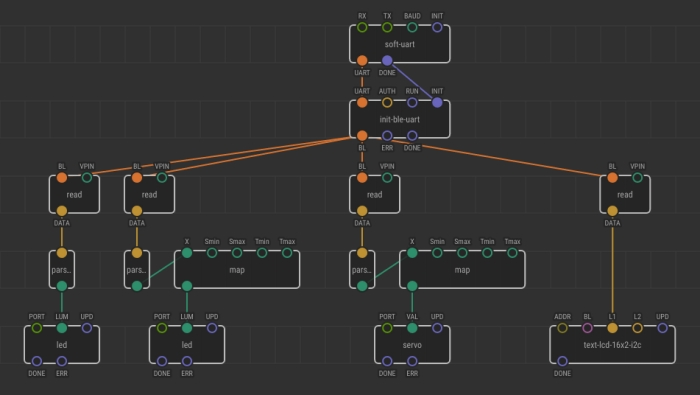 RX TX BAUD INIT
soft-uart
UART DONE
UART AUTH RUN INIT
init-ble-uart
BL ERR DONE
BL VPIN BL VPIN BL VPIN BL VPIN
read read read read
DATA DATA DATA DATA
X Smin Smax Tmin Tmax X Smin Smax Tmin Tmax
pars... pars... map pars... map
PORT LUM UPD PORT LUM UPD PORT VAL UPD ADDR BL L1 L2 UPD
led led servo text-lcd-16x2-i2c
DONE ERR DONE ERR DONE ERR DONE